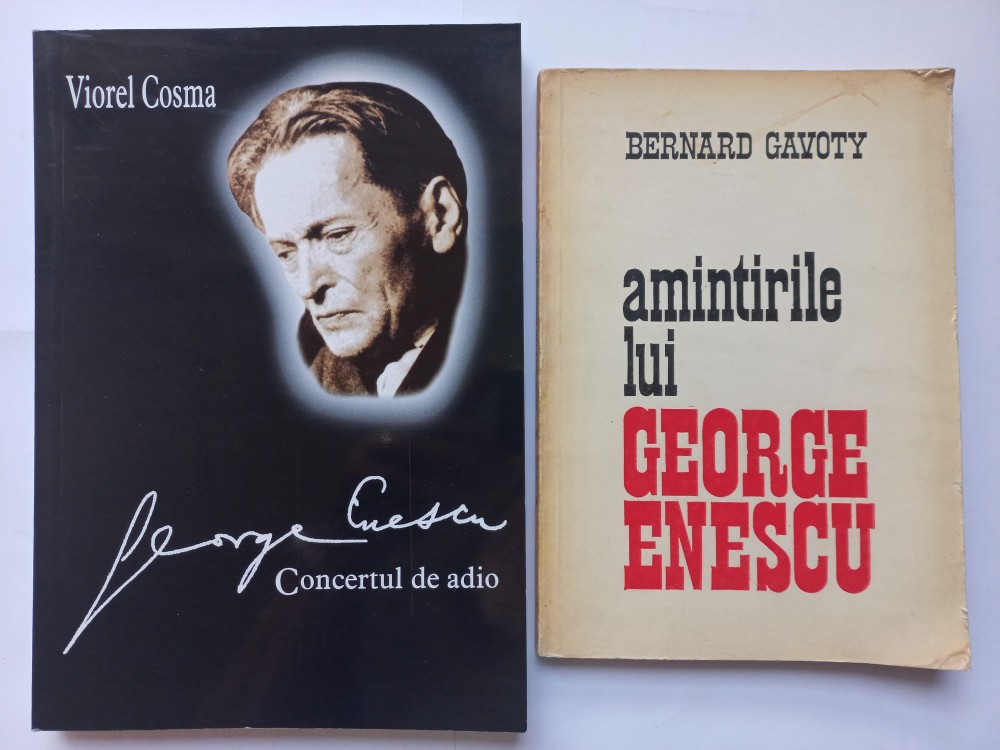 Viorel Cosma
George Enescu
Concertul de adio
BERNARD GAVOTY
amintirile
lui
GEORGE
ENESCU